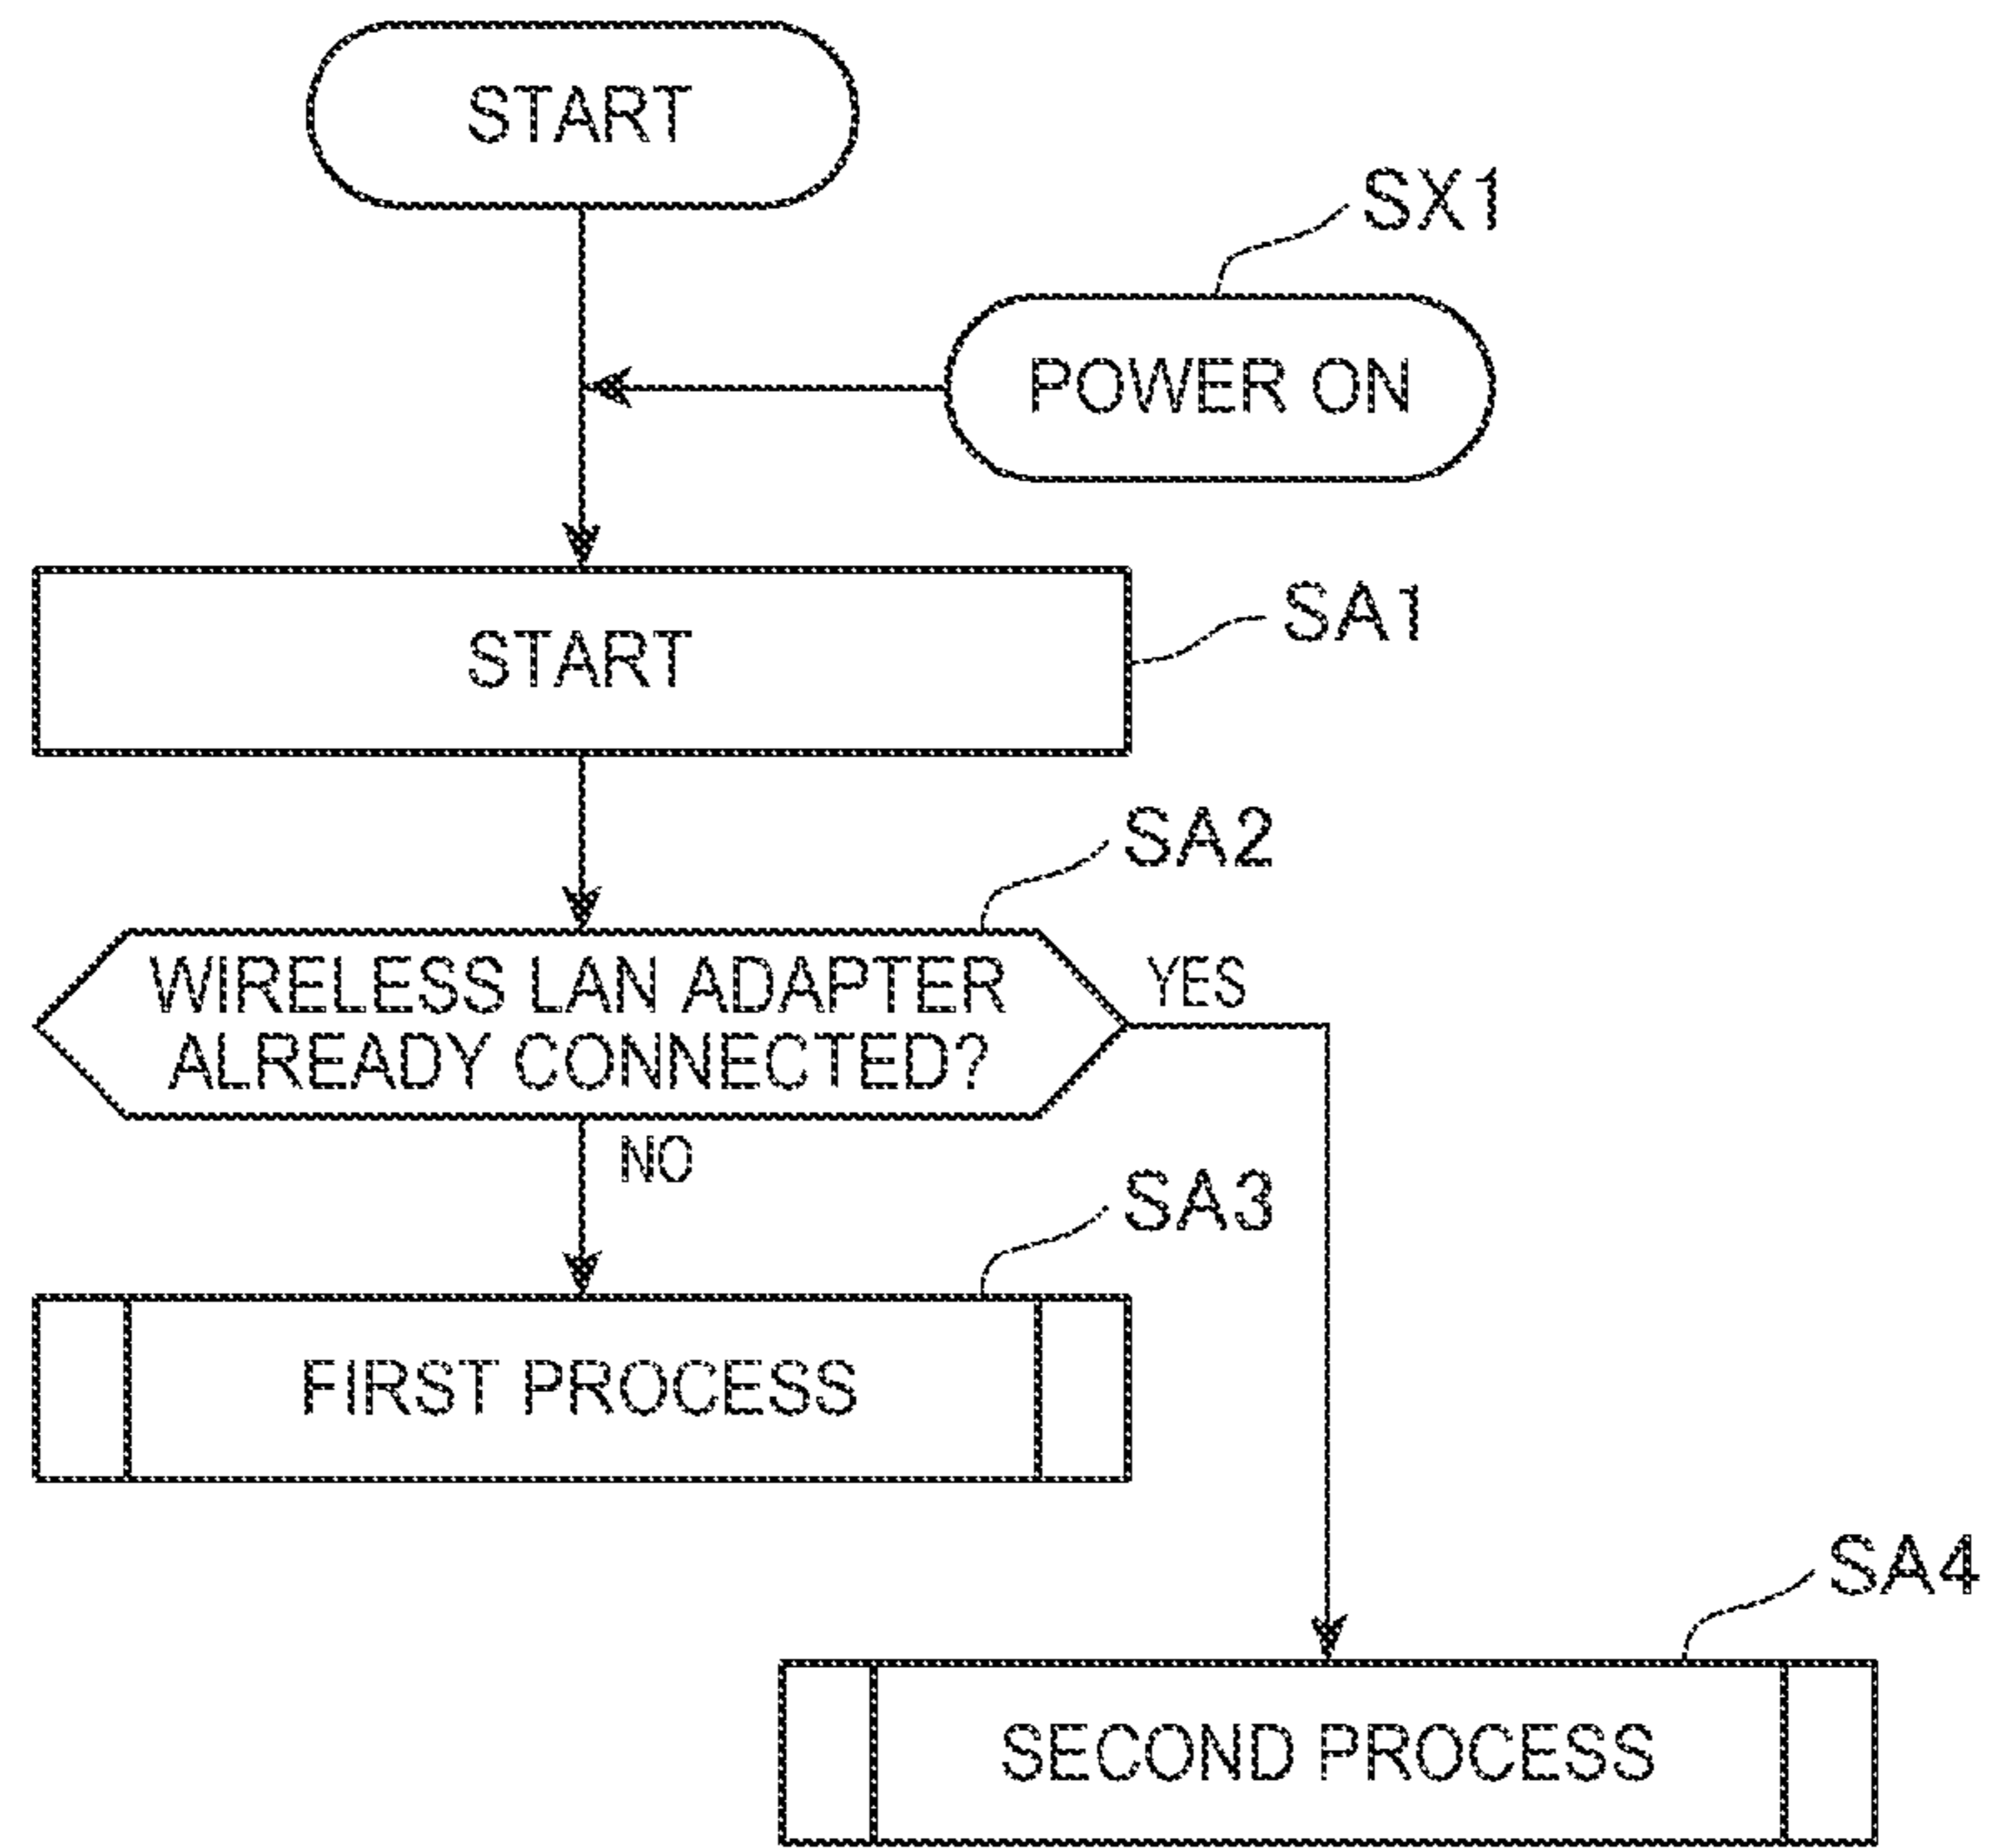 START
SX1
POWER ON
START
SA1
SA2
WIRELESS LAN ADAPTER
ALREADY CONNECTED?
YES
NO
SA3
FIRST PROCESS
SA4
SECOND PROCESS